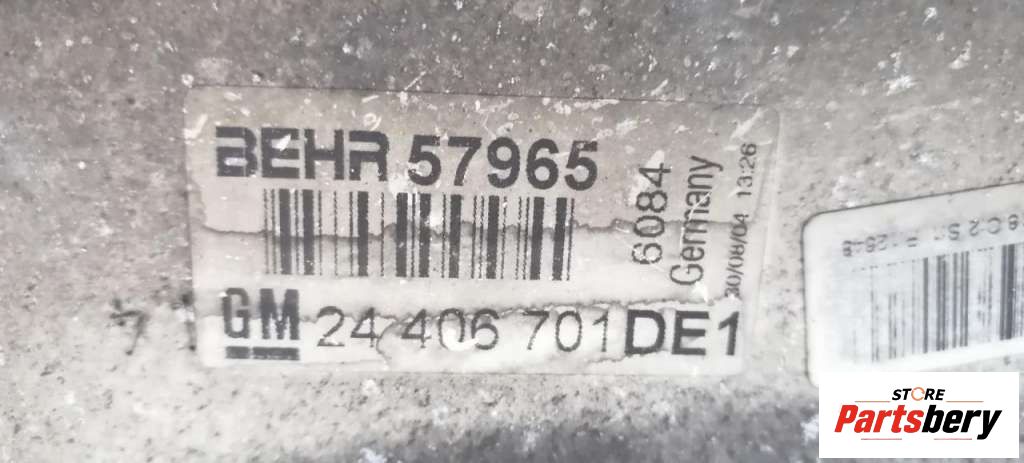 BEHR 57965
6084
Germany
30/08/04 13:26
GM 24 406 701 DE1
STORE
Partsbery